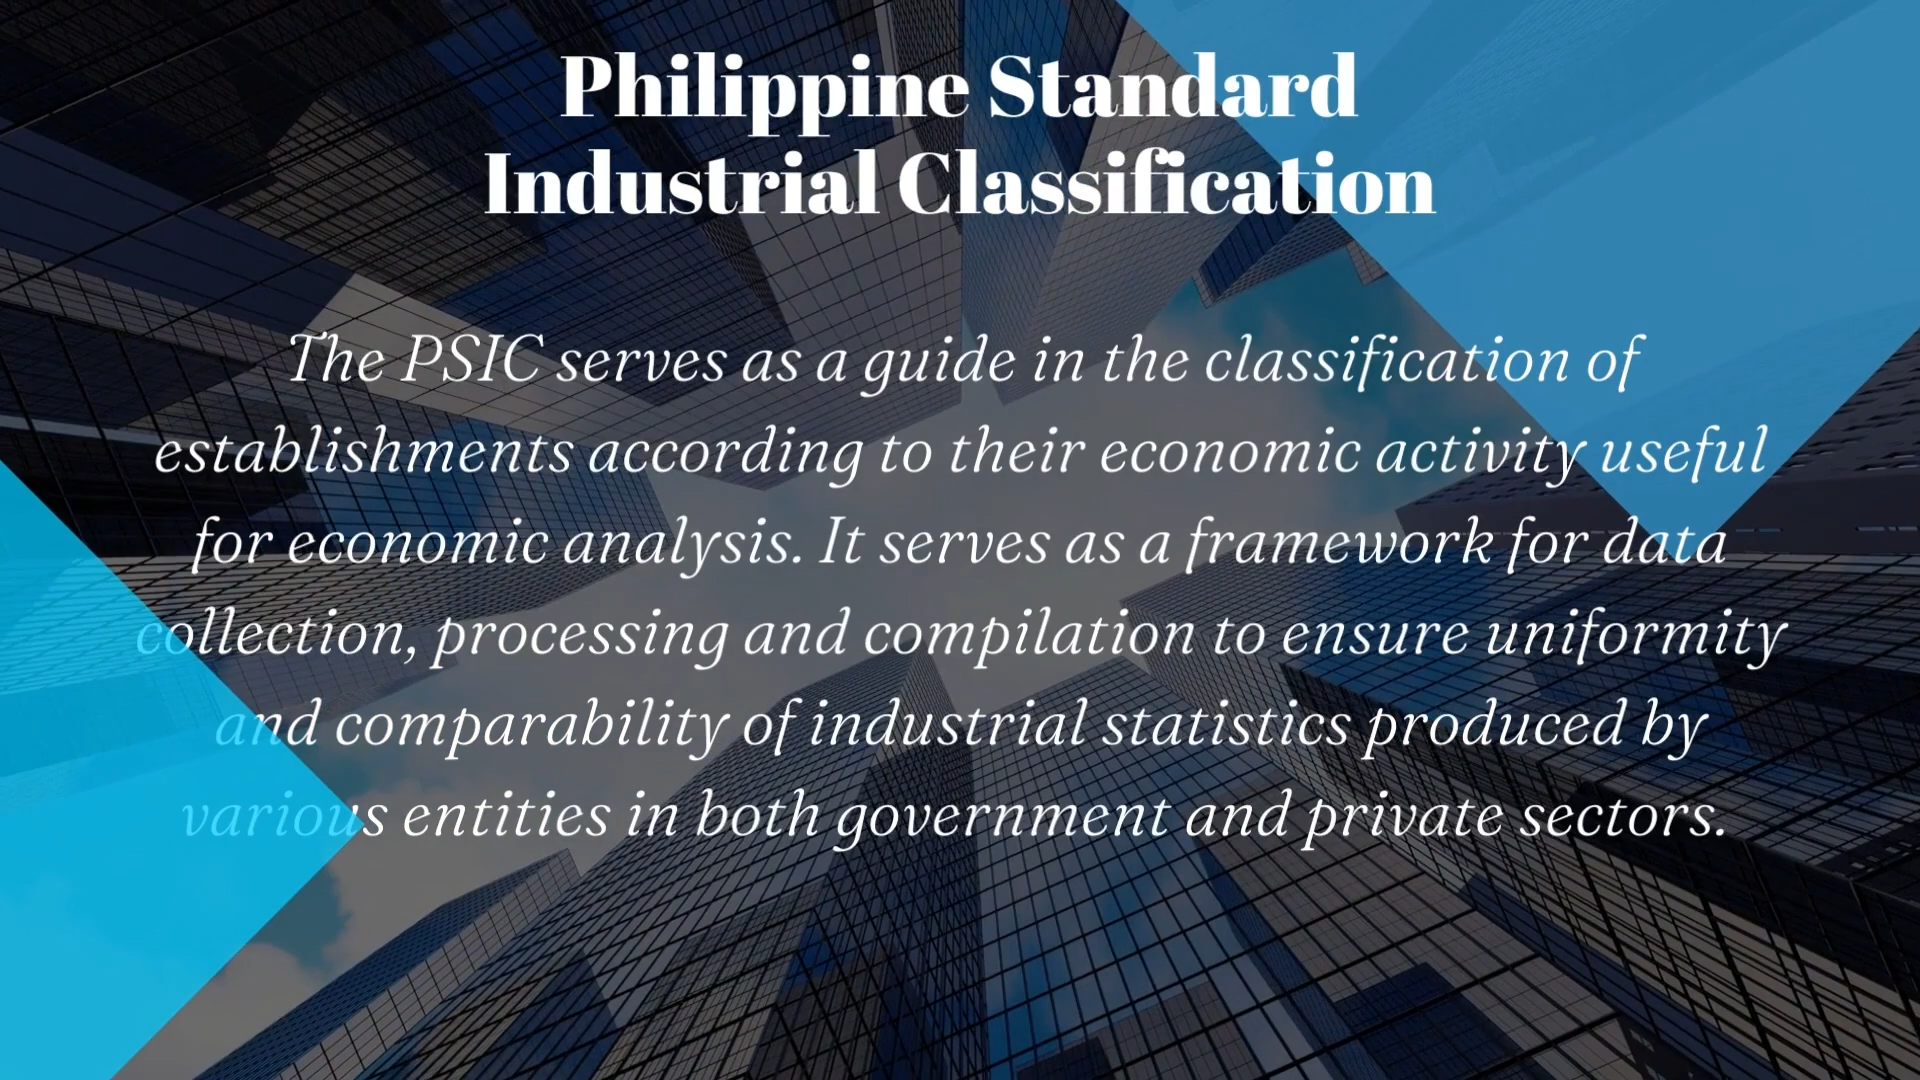 Philippine Standard
Industrial Classification
The PSIC serves as a guide in the classification of
establishments according to their economic activity useful
for economic analysis. It serves as a framework for data
collection, processing and compilation to ensure uniformity
and comparability of industrial statistics produced by
various entities in both government and private sectors.